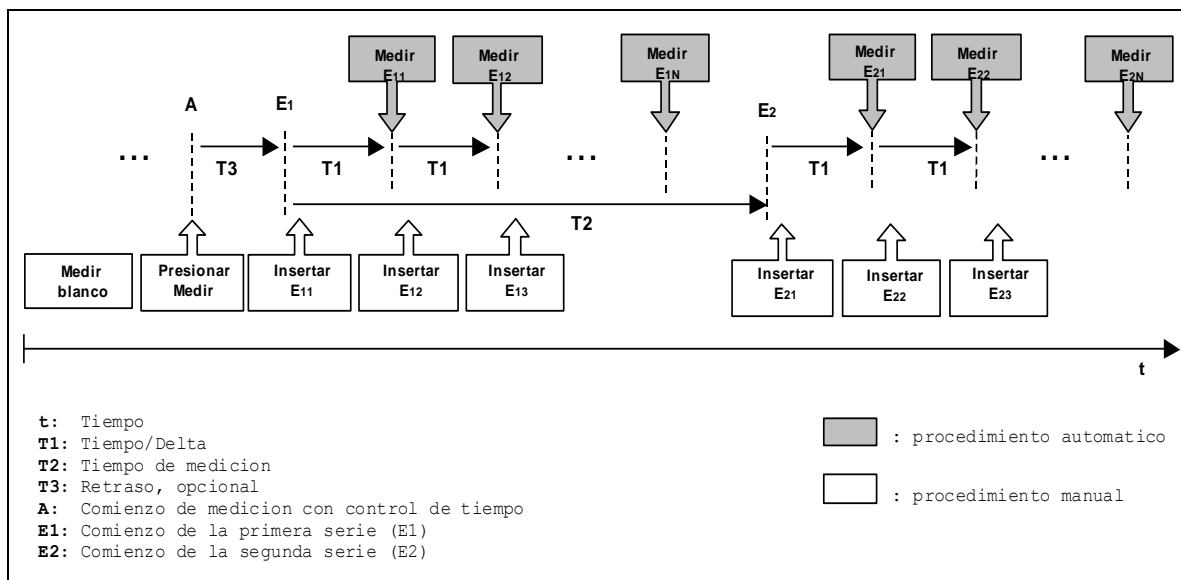 Medir
E11
Medir
E12
Medir
E1N
Medir
E21
Medir
E22
Medir
E2N
A
E1
E2
...
T3
T1
T1
...
T1
T1
...
T2
Medir
blanco
Presionar
Medir
Insertar
E11
Insertar
E12
Insertar
E13
Insertar
E21
Insertar
E22
Insertar
E23
t
t: Tiempo
T1: Tiempo/Delta
T2: Tiempo de medicion
T3: Retraso, opcional
A: Comienzo de medicion con control de tiempo
E1: Comienzo de la primera serie (E1)
E2: Comienzo de la segunda serie (E2)
: procedimiento automatico
: procedimiento manual